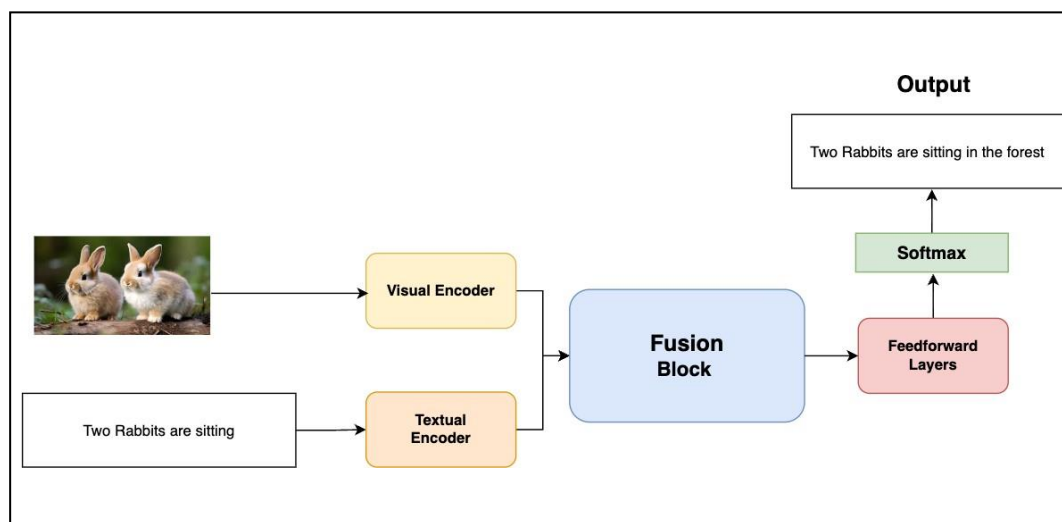 Output
Two Rabbits are sitting in the forest
Softmax
Visual Encoder
Fusion
Block
Feedforward
Layers
Two Rabbits are sitting
Textual
Encoder